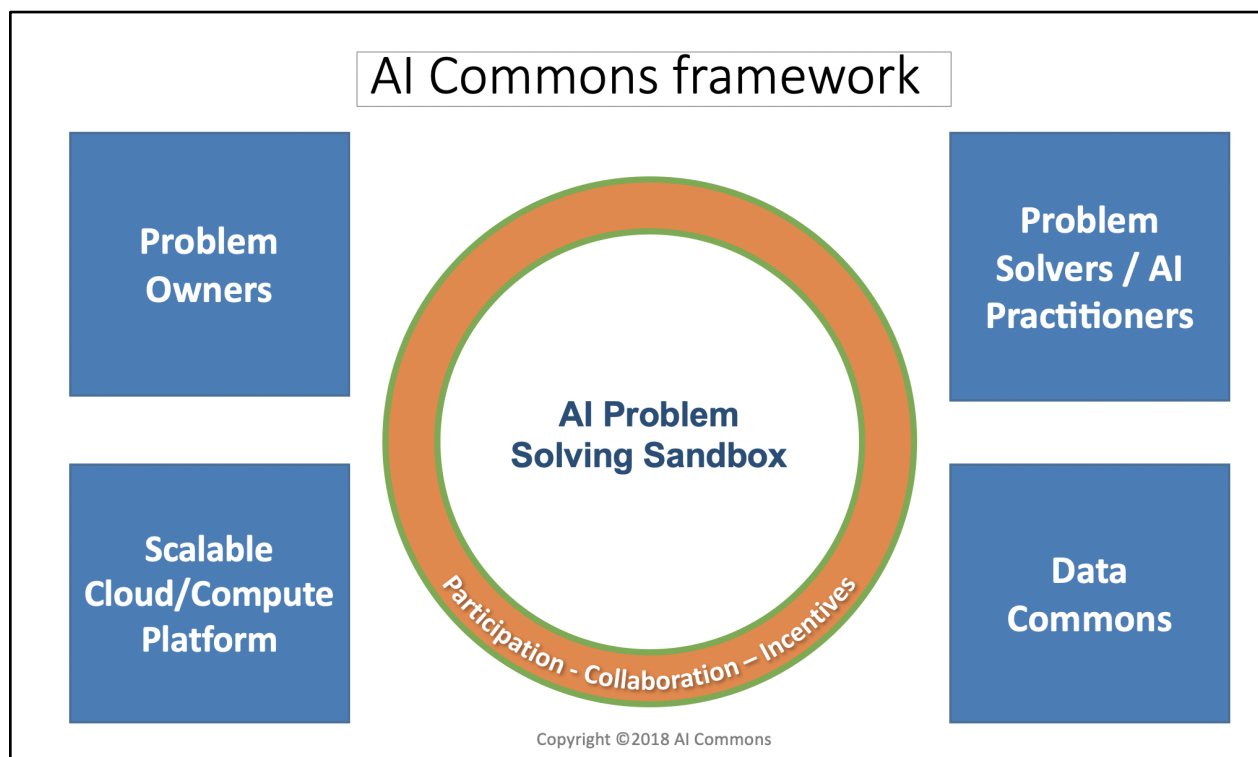 AI Commons framework
Problem
Owners
Problem
Solvers / AI
Practitioners
AI Problem
Solving Sandbox
Scalable
Cloud/Compute
Platform
Data
Commons
Participation - Collaboration – Incentives
Copyright ©2018 AI Commons